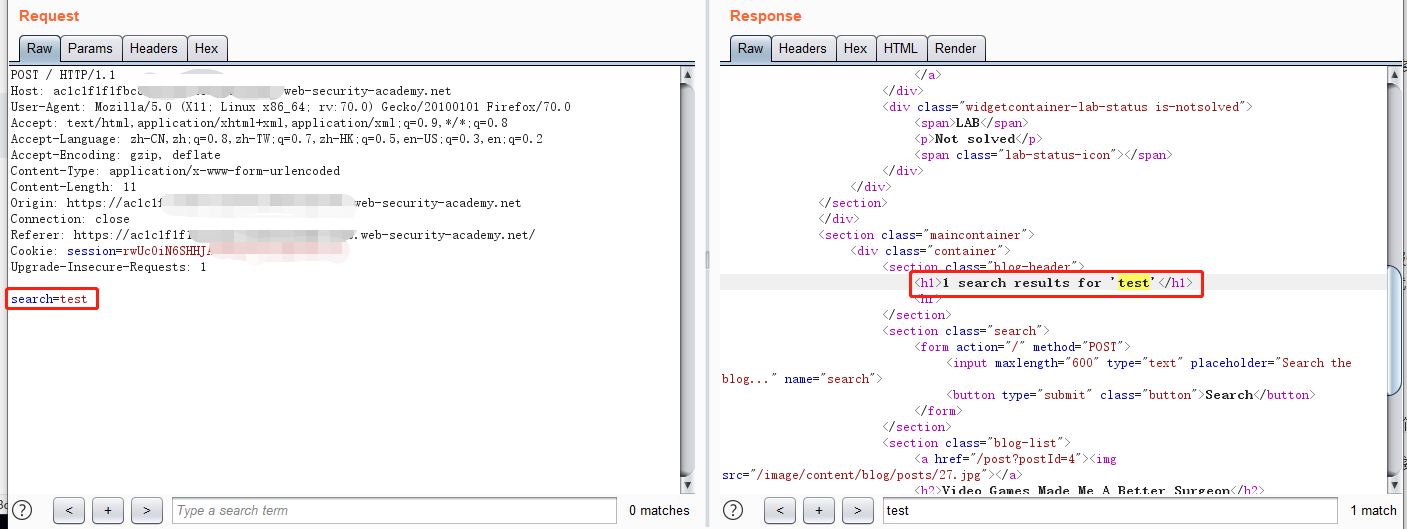 Request
Raw Params Headers Hex
POST / HTTP/1.1
Host: ac1c1f1f1fbc web-security-academy.net
User-Agent: Mozilla/5.0 (X11; Linux x86_64; rv:70.0) Gecko/20100101 Firefox/70.0
Accept: text/html,application/xhtml+xml,application/xml;q=0.9,*/*;q=0.8
Accept-Language: zh-CN,zh;q=0.8,zh-TW;q=0.7,zh-HK;q=0.5,en-US;q=0.3,en;q=0.2
Accept-Encoding: gzip, deflate
Content-Type: application/x-www-form-urlencoded
Content-Length: 11
Origin: https://ac1c1f web-security-academy.net
Connection: close
Referer: https://ac1c1f1f1 .web-security-academy.net/
Cookie: session=rwUc0iN6SHHJ
Upgrade-Insecure-Requests: 1
search=test
? < + > Type a search term 0 matches
Response
Raw Headers Hex HTML Render
</a>
</div>
<div class="widgetcontainer-lab-status is-notsolved">
<span>LAB</span>
<p>Not solved</p>
<span class="lab-status-icon"></span>
</div>
</div>
</section>
</div>
<section class="maincontainer">
<div class="container">
<section class="blog-header">
<h1>1 search results for 'test'</h1>
<hr>
</section>
<section class="search">
<form action="/" method="POST">
<input maxlength="600" type="text" placeholder="Search the
blog..." name="search">
<button type="submit" class="button">Search</button>
</form>
</section>
<section class="blog-list">
<a href="/post?postId=4"><img
src="/image/content/blog/posts/27.jpg"></a>
<h2>Video Games Made Me A Better Surgeon</h2>
? < + > test 1 match